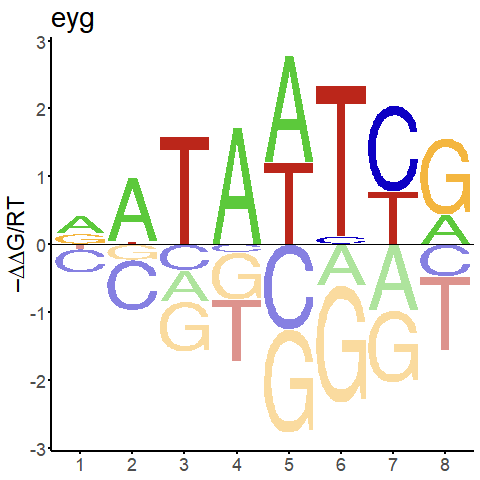 eyg
3
2
1
0
-1
-2
-3
−ΔΔG/RT
A G T C
A T G C
T C A G
A C G T
A T C G
T C A G
C T A G
G A C T
1 2 3 4 5 6 7 8